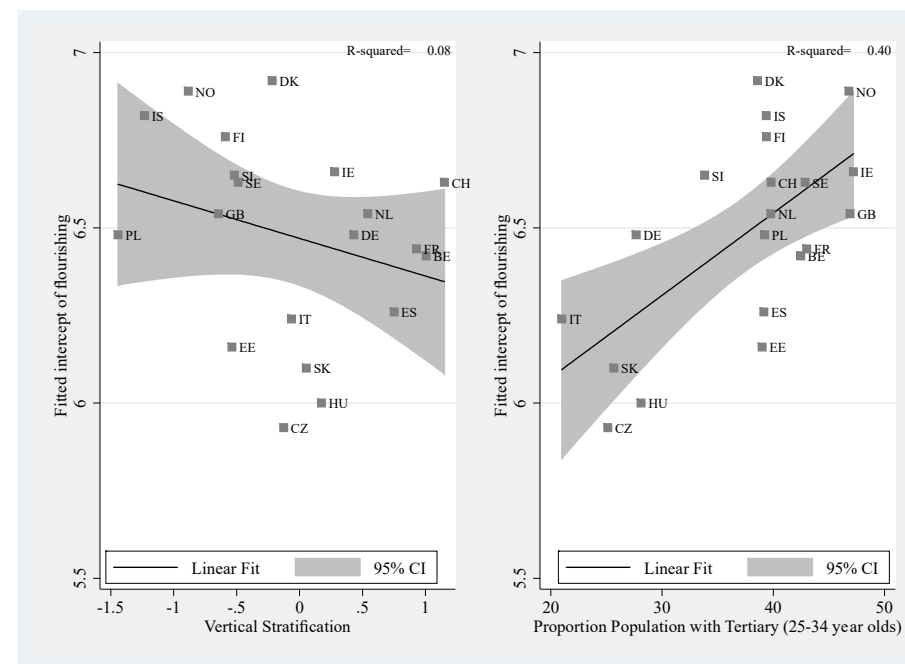 R-squared= 0.08
7
6.5
6
5.5
Fitted intercept of flourishing
DK
NO
IS
FI
SI
SE
IE
CH
GB
NL
PL
DE
FR
BE
ES
IT
EE
SK
HU
CZ
Linear Fit 95% CI
-1.5 -1 -.5 0 .5 1
Vertical Stratification
R-squared= 0.40
7
6.5
6
5.5
Fitted intercept of flourishing
DK
NO
IS
FI
SI
IE
CH
SE
NL
GB
DE
PL
FR
BE
ES
IT
EE
SK
HU
CZ
Linear Fit 95% CI
20 30 40 50
Proportion Population with Tertiary (25-34 year olds)